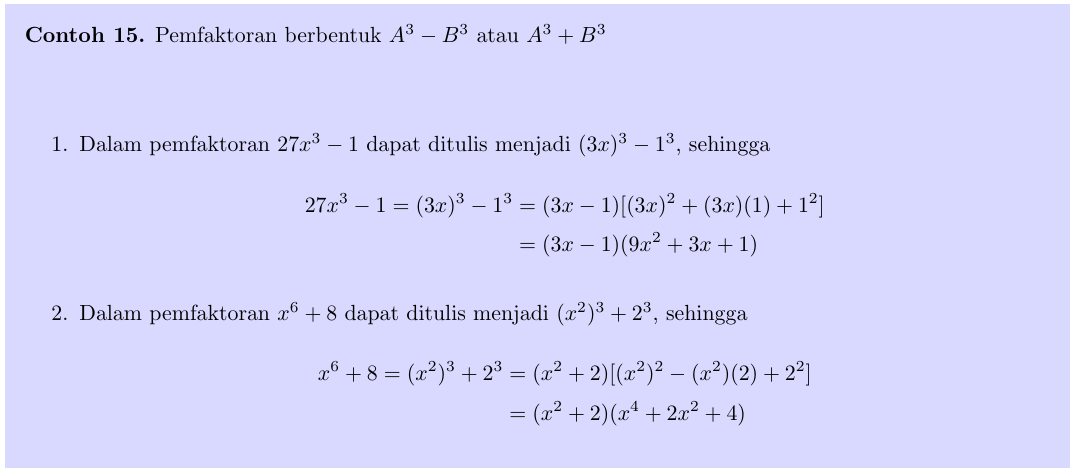 Contoh 15. Pemfaktoran berbentuk A³ − B³ atau A³ + B³
1. Dalam pemfaktoran 27x³ − 1 dapat ditulis menjadi (3x)³ − 1³, sehingga
27x³ − 1 = (3x)³ − 1³ = (3x − 1)[(3x)² + (3x)(1) + 1²]
= (3x − 1)(9x² + 3x + 1)
2. Dalam pemfaktoran x⁶ + 8 dapat ditulis menjadi (x²)³ + 2³, sehingga
x⁶ + 8 = (x²)³ + 2³ = (x² + 2)[(x²)² − (x²)(2) + 2²]
= (x² + 2)(x⁴ + 2x² + 4)